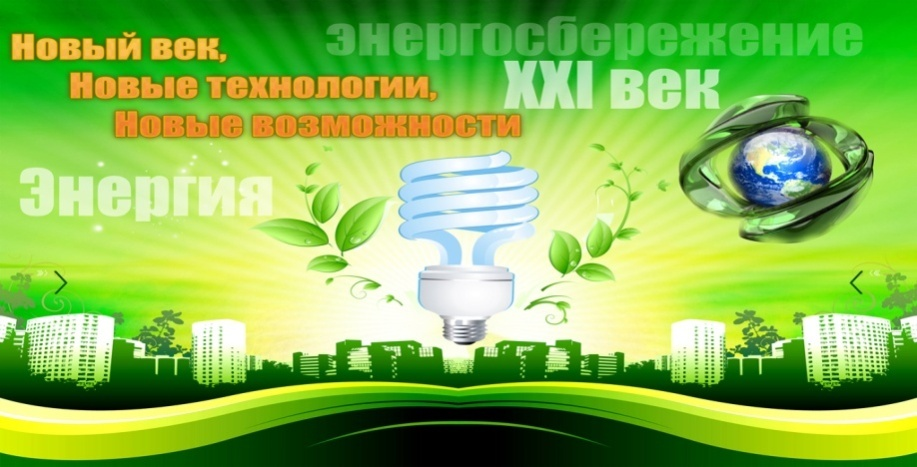 Новый век,
Новые технологии,
Новые возможности
энергосбережение
XXI век
Энергия